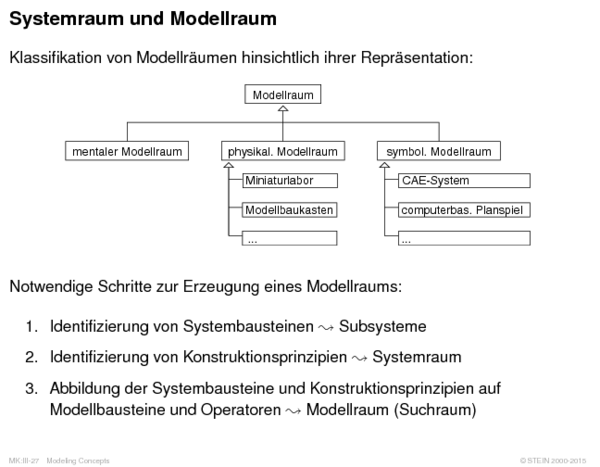 Systemraum und Modellraum
Klassifikation von Modellräumen hinsichtlich ihrer Repräsentation:
Modellraum
mentaler Modellraum
physikal. Modellraum
symbol. Modellraum
Miniaturlabor
CAE-System
Modellbaukasten
computerbas. Planspiel
...
...
Notwendige Schritte zur Erzeugung eines Modellraums:
1. Identifizierung von Systembausteinen ⇝ Subsysteme
2. Identifizierung von Konstruktionsprinzipien ⇝ Systemraum
3. Abbildung der Systembausteine und Konstruktionsprinzipien auf
Modellbausteine und Operatoren ⇝ Modellraum (Suchraum)
MK:III-27 Modeling Concepts
© STEIN 2000-2015